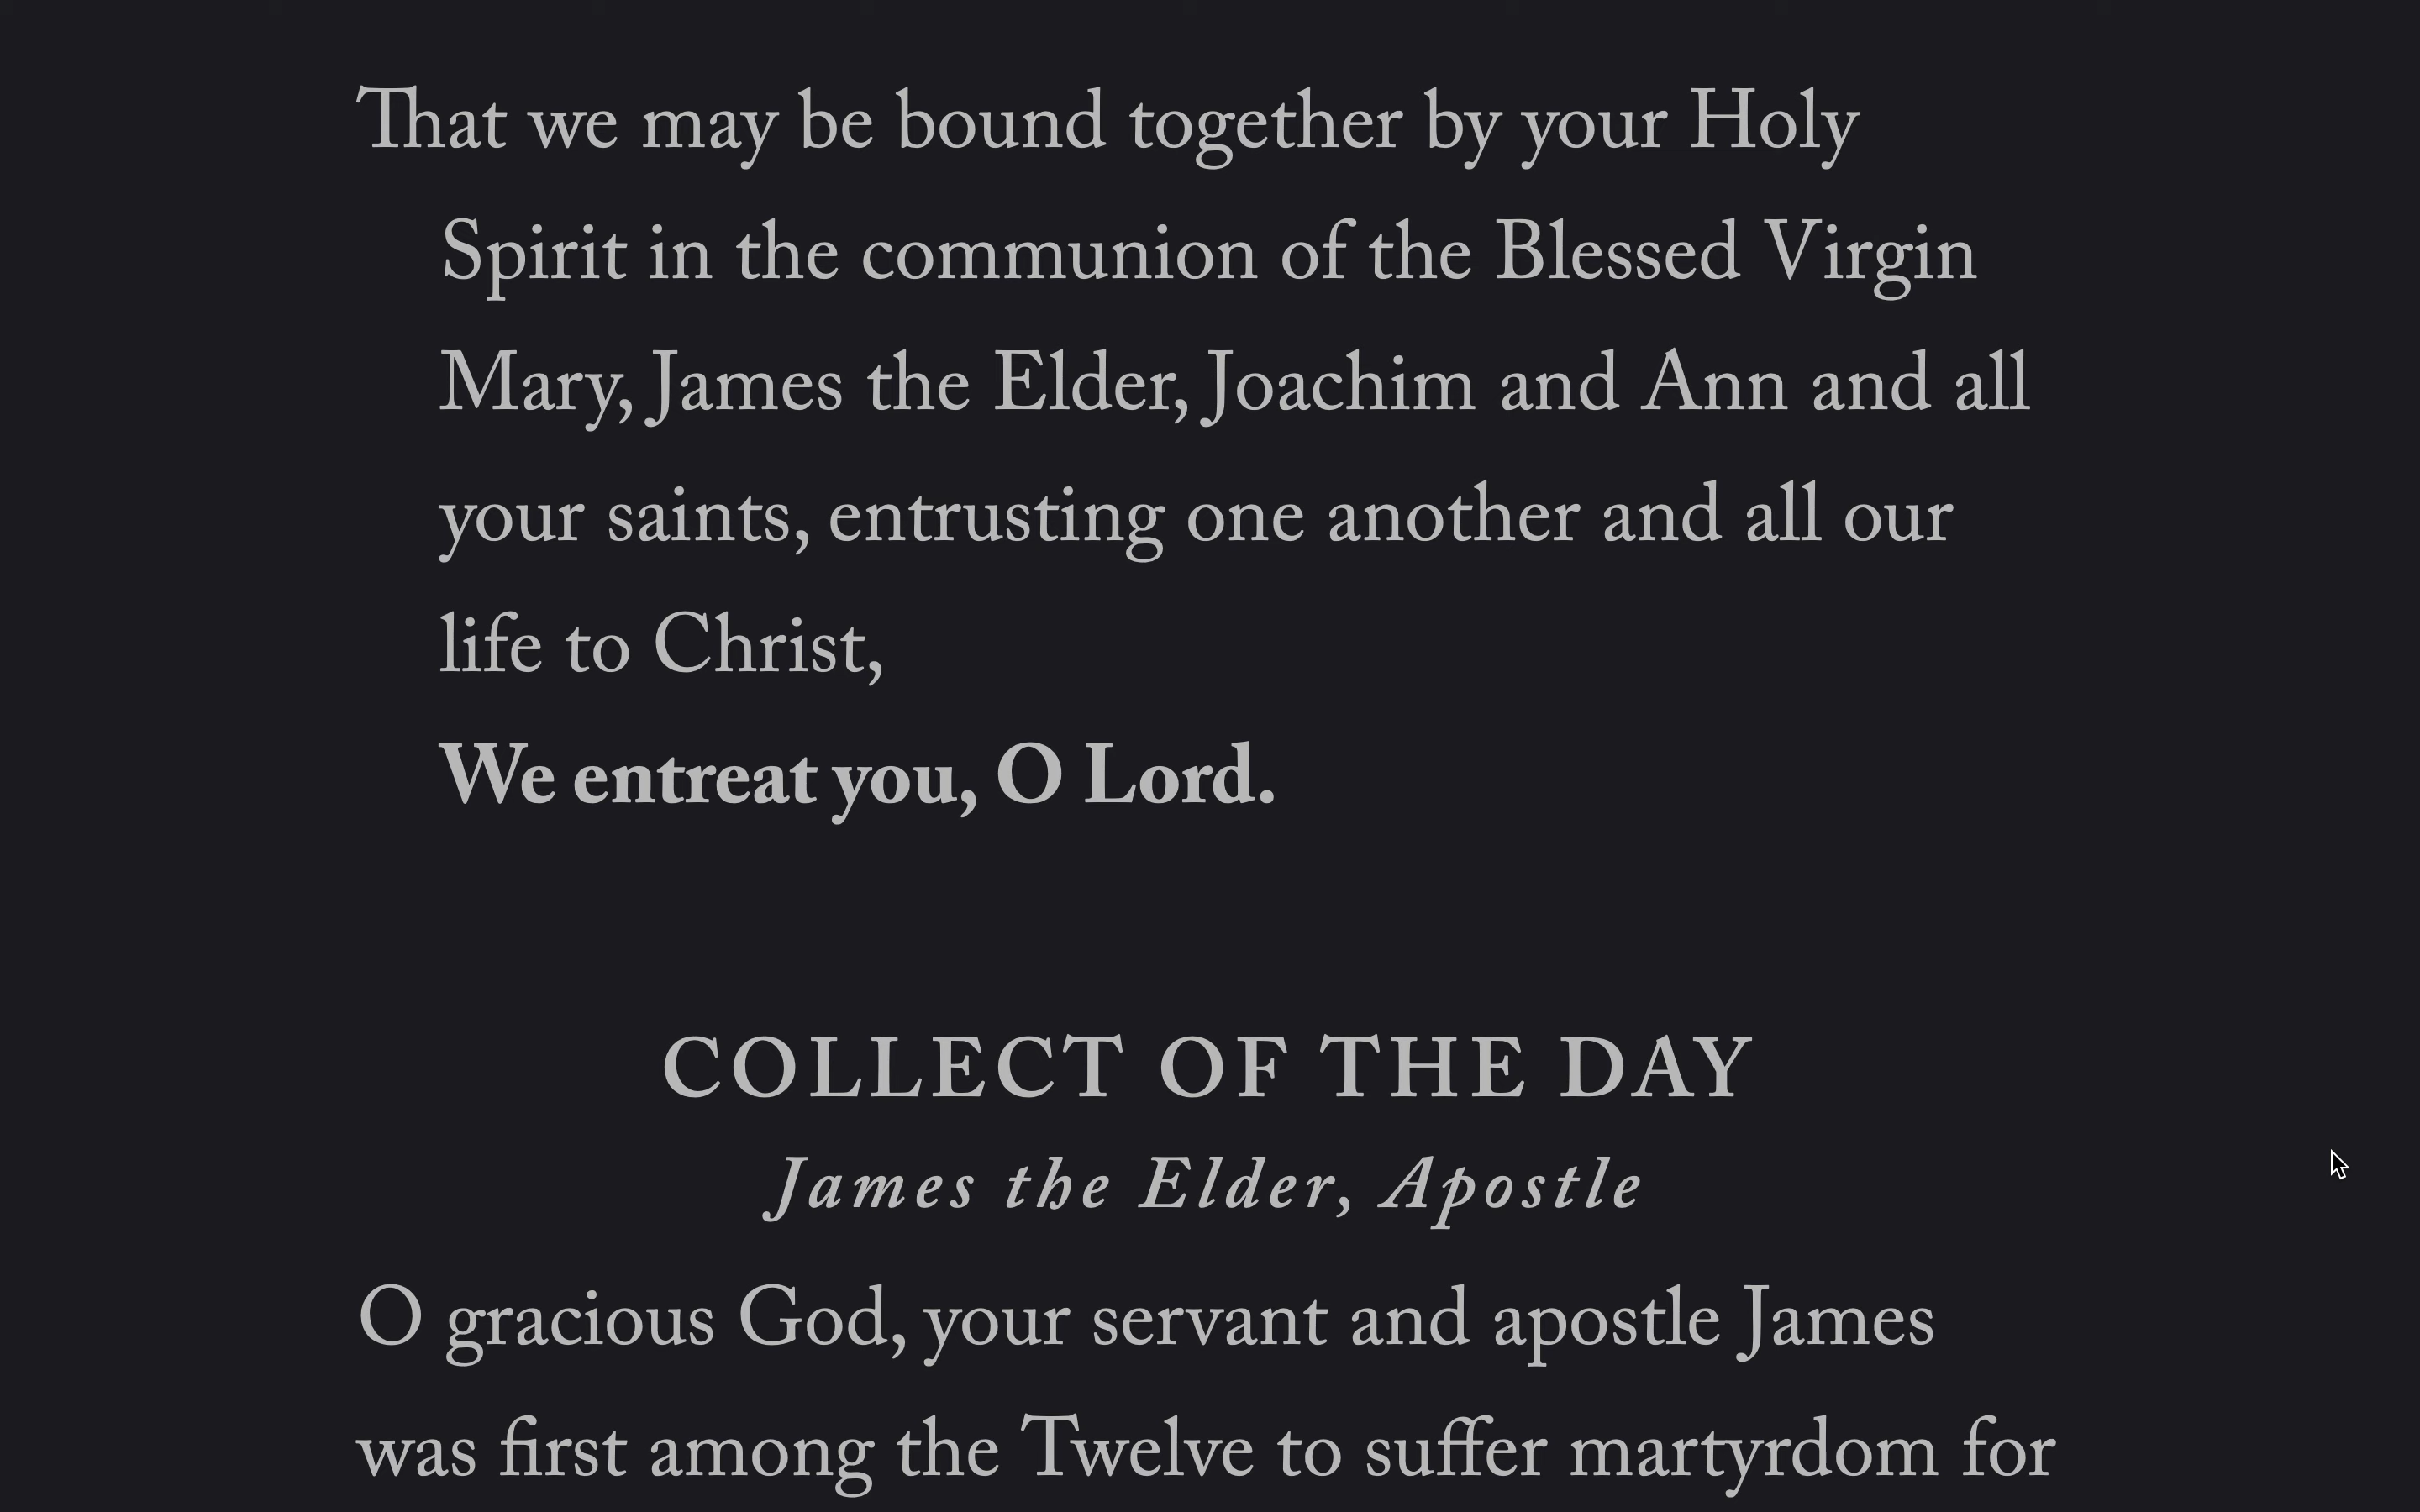 That we may be bound together by your Holy
Spirit in the communion of the Blessed Virgin
Mary, James the Elder, Joachim and Ann and all
your saints, entrusting one another and all our
life to Christ,
We entreat you, O Lord.
COLLECT OF THE DAY
James the Elder, Apostle
O gracious God, your servant and apostle James
was first among the Twelve to suffer martyrdom for